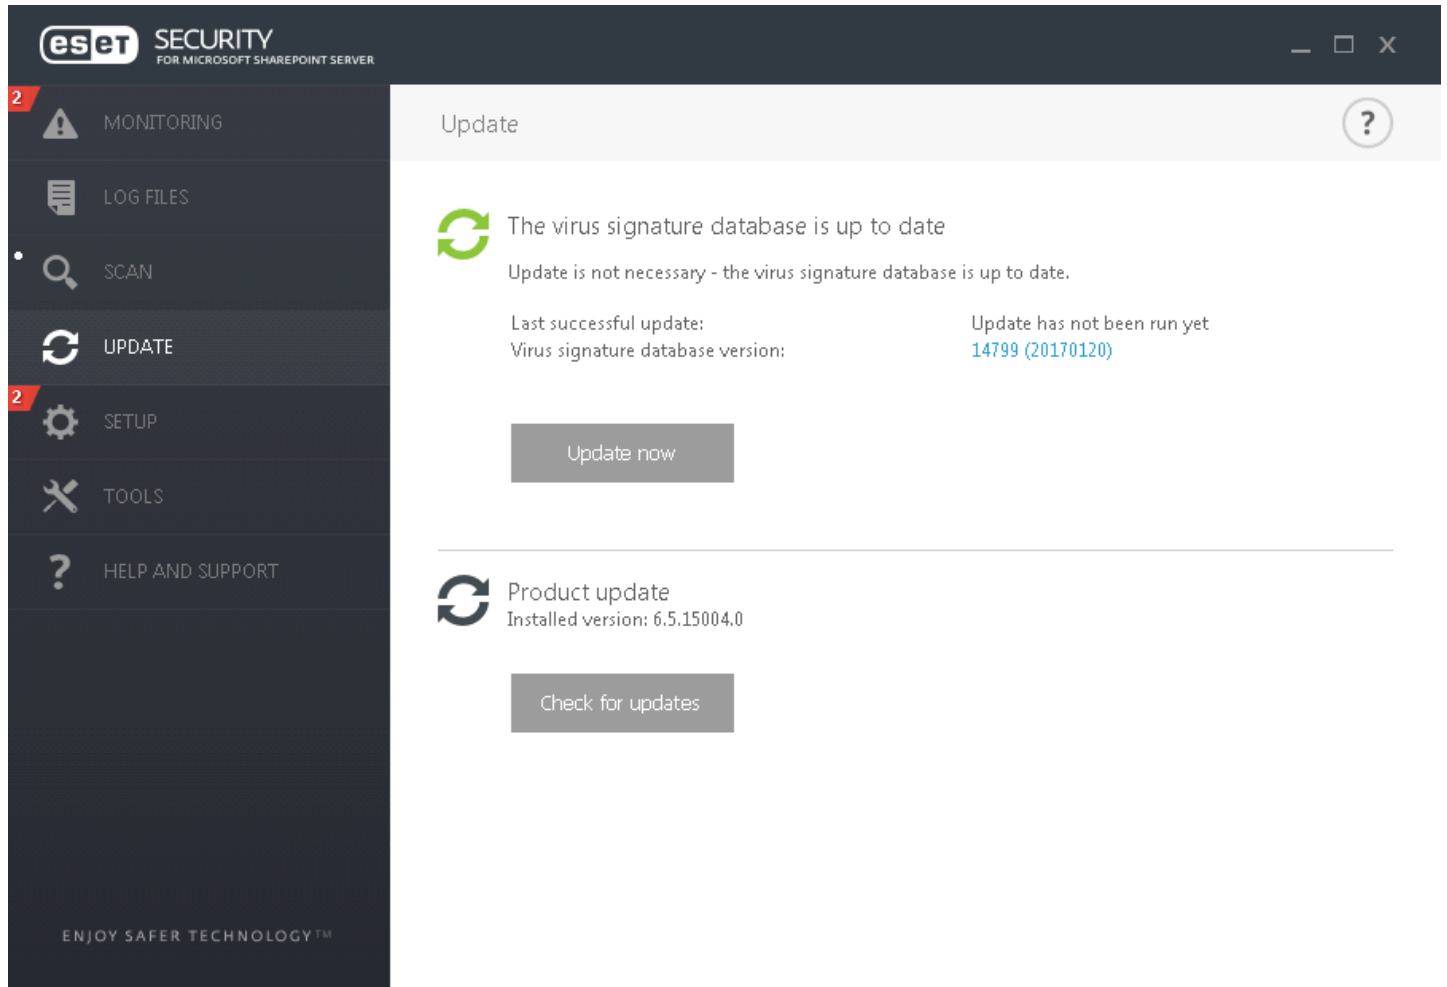 eset SECURITY
FOR MICROSOFT SHAREPOINT SERVER
2
MONITORING
LOG FILES
SCAN
UPDATE
2
SETUP
TOOLS
HELP AND SUPPORT
ENJOY SAFER TECHNOLOGY™
Update
?
The virus signature database is up to date
Update is not necessary - the virus signature database is up to date.
Last successful update: Update has not been run yet
Virus signature database version: 14799 (20170120)
Update now
Product update
Installed version: 6.5.15004.0
Check for updates